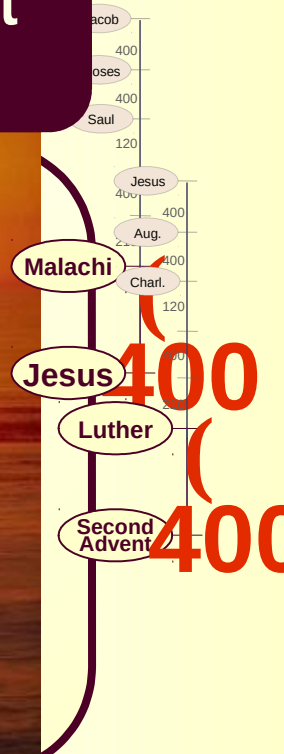 t
acob
400
oses
400
Saul
120
Jesus
400
400
Aug.
Malachi
400
Charl.
(
120
Jesus
400
Luther
(
Second
Advent
400